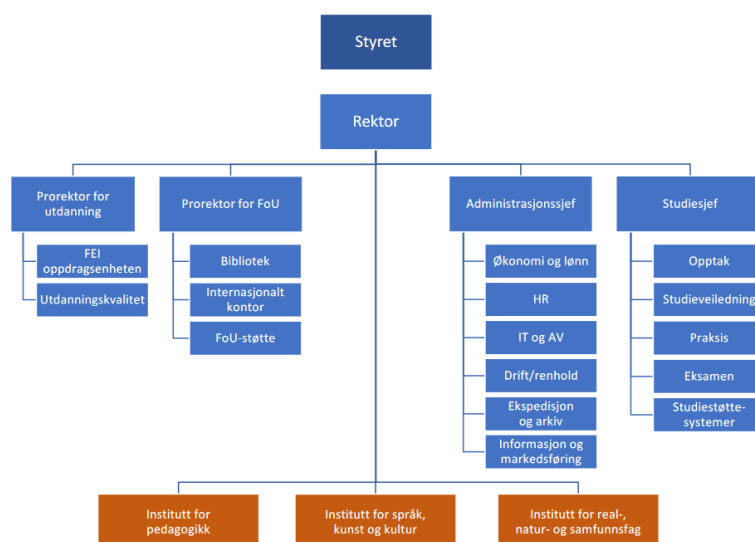 Styret
Rektor
Prorektor for
utdanning
FEI
oppdragsenheten
Utdanningskvalitet
Prorektor for FoU
Bibliotek
Internasjonalt
kontor
FoU-støtte
Administrasjonssjef
Økonomi og lønn
HR
IT og AV
Drift/renhold
Ekspedisjon
og arkiv
Informasjon og
markedsføring
Studiesjef
Opptak
Studieveiledning
Praksis
Eksamen
Studiestøtte-
systemer
Institutt for
pedagogikk
Institutt for språk,
kunst og kultur
Institutt for real-,
natur- og samfunnsfag